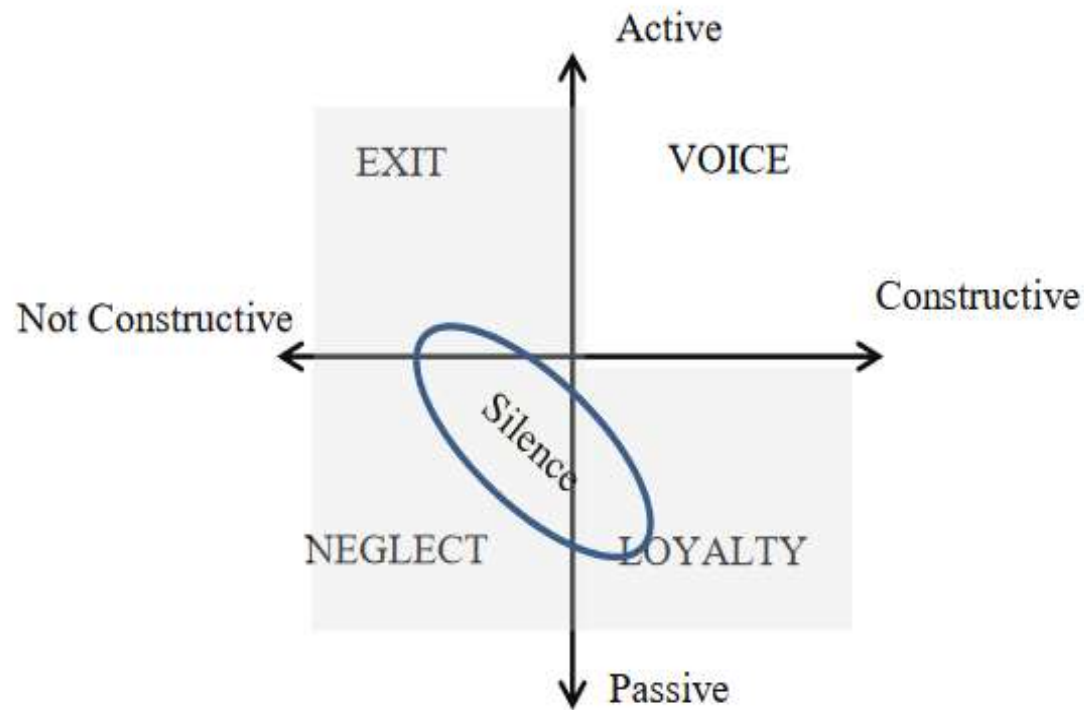 Active
EXIT
VOICE
Not Constructive
Constructive
Silence
NEGLECT
LOYALTY
Passive